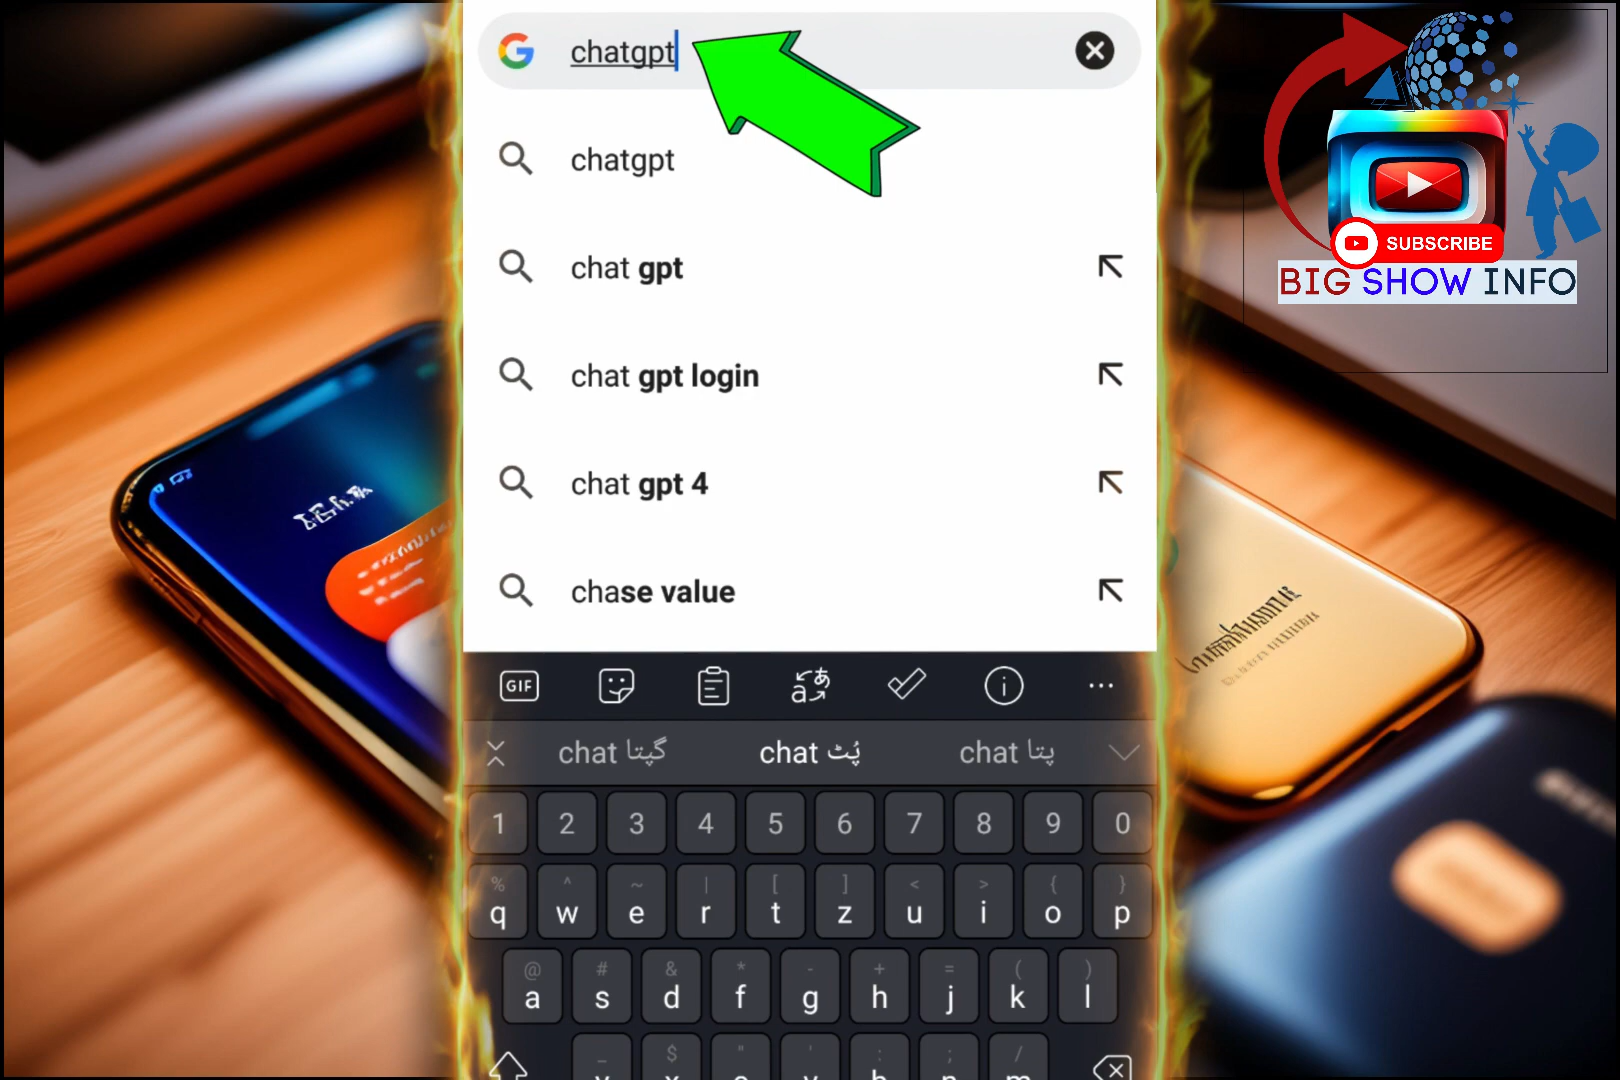 chatgpt
chatgpt
chat gpt
chat gpt login
chat gpt 4
chase value
SUBSCRIBE
BIG SHOW INFO
GIF
chat گپتا chat پُٹ chat پتا
1 2 3 4 5 6 7 8 9 0
% ^ ~ | [ ] < > { }
q w e r t z u i o p
@ # & * - + = ( )
a s d f g h j k l
_ $ " ' : ; /